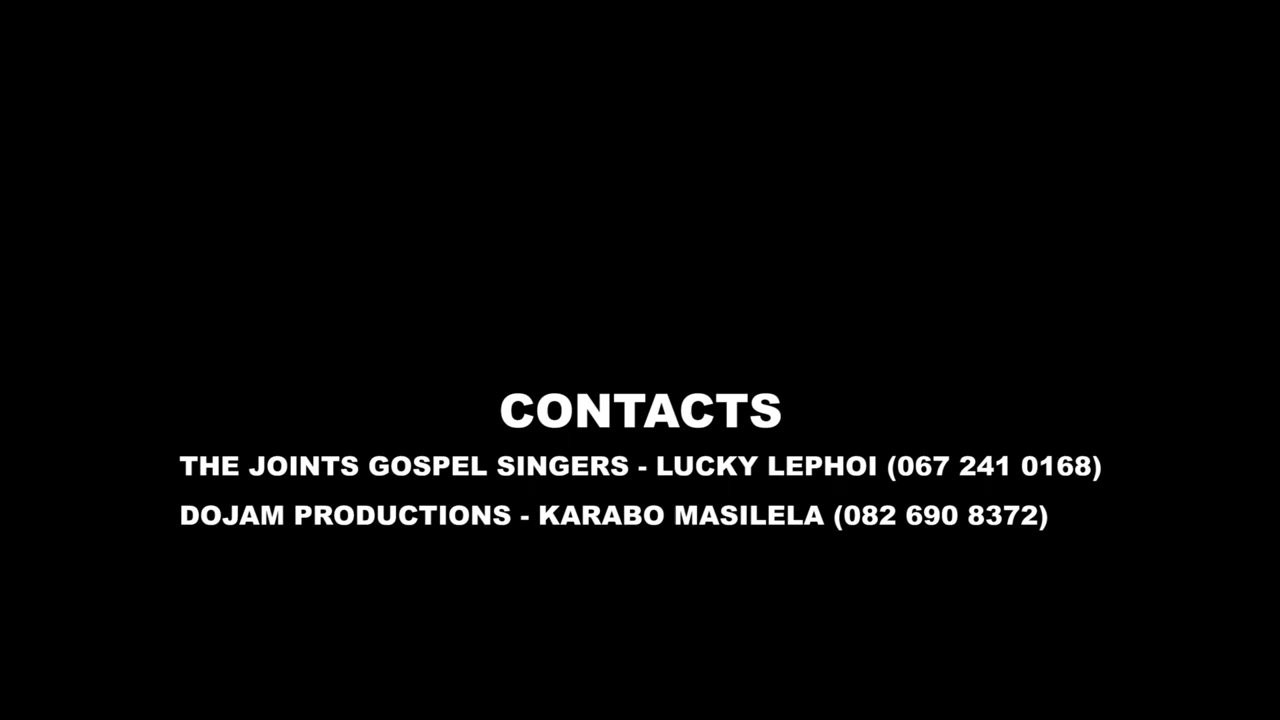 CONTACTS
THE JOINTS GOSPEL SINGERS - LUCKY LEPHOI (067 241 0168)
DOJAM PRODUCTIONS - KARABO MASILELA (082 690 8372)